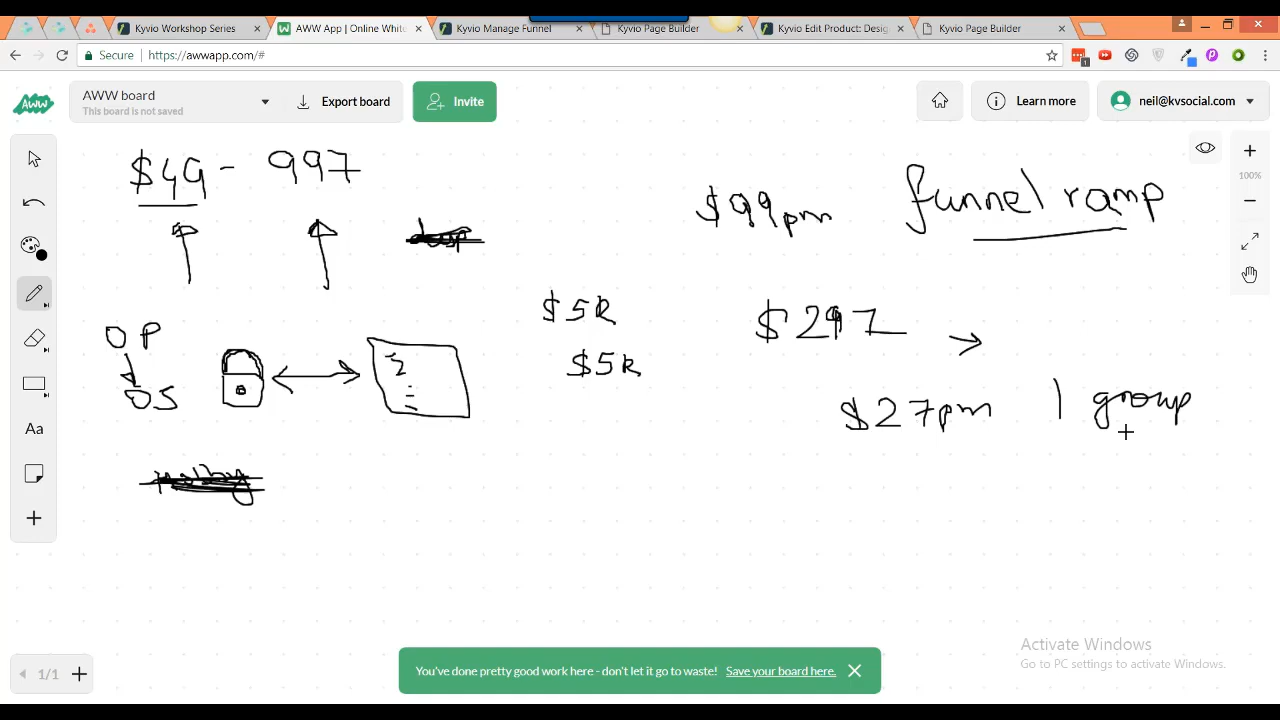 Kyvio Workshop Series
AWW App | Online White
Kyvio Manage Funnel
Kyvio Page Builder
Kyvio Edit Product: Desig
Kyvio Page Builder
Secure https://awwapp.com/#
AWW
AWW board
This board is not saved
Export board
Invite
Learn more
neil@kvsocial.com
100%
Aa
$49 - 997
$99pm
funnel ramp
$5k
$297
OP
$5k
OS
$27pm
1 group
Activate Windows
Go to PC settings to activate Windows.
1/1
You've done pretty good work here - don't let it go to waste! Save your board here.